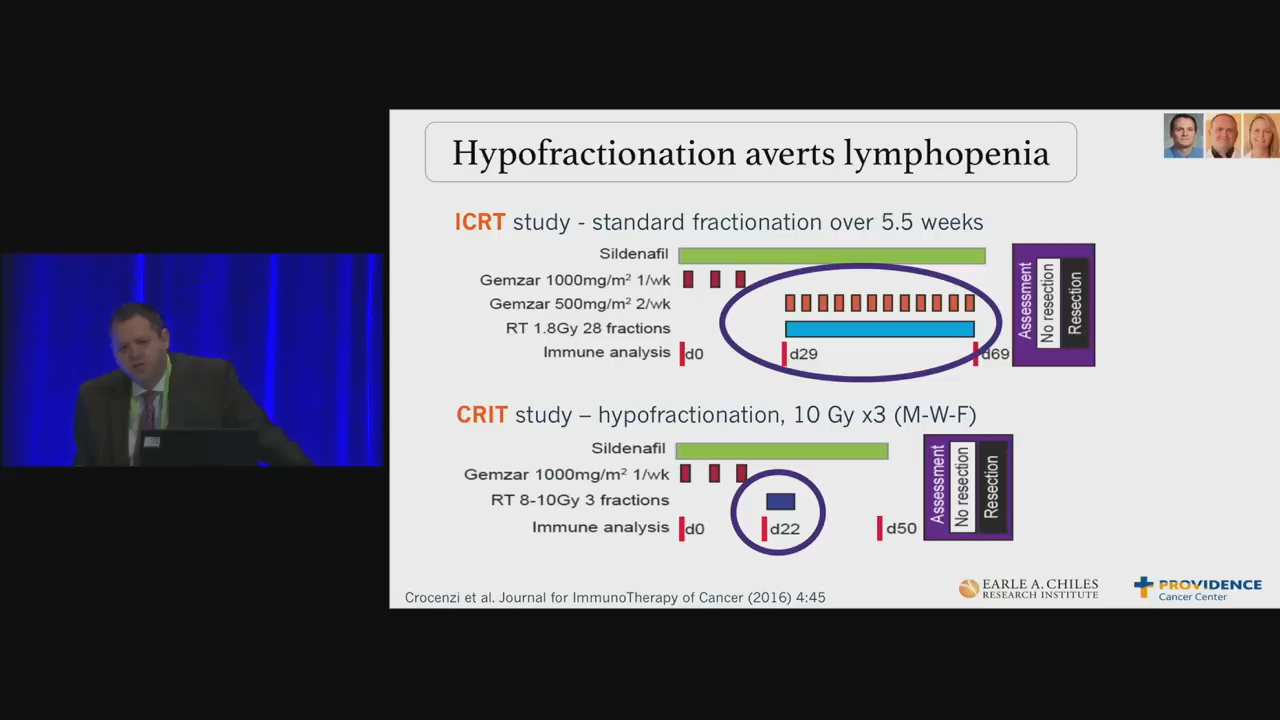 Hypofractionation averts lymphopenia
ICRT study - standard fractionation over 5.5 weeks
Sildenafil
Gemzar 1000mg/m² 1/wk
Gemzar 500mg/m² 2/wk
RT 1.8Gy 28 fractions
Immune analysis
d0
d29
d69
Assessment
No resection
Resection
CRIT study – hypofractionation, 10 Gy x3 (M-W-F)
Sildenafil
Gemzar 1000mg/m² 1/wk
RT 8-10Gy 3 fractions
Immune analysis
d0
d22
d50
Assessment
No resection
Resection
Crocenzi et al. Journal for ImmunoTherapy of Cancer (2016) 4:45
EARLE A. CHILES
RESEARCH INSTITUTE
PROVIDENCE
Cancer Center